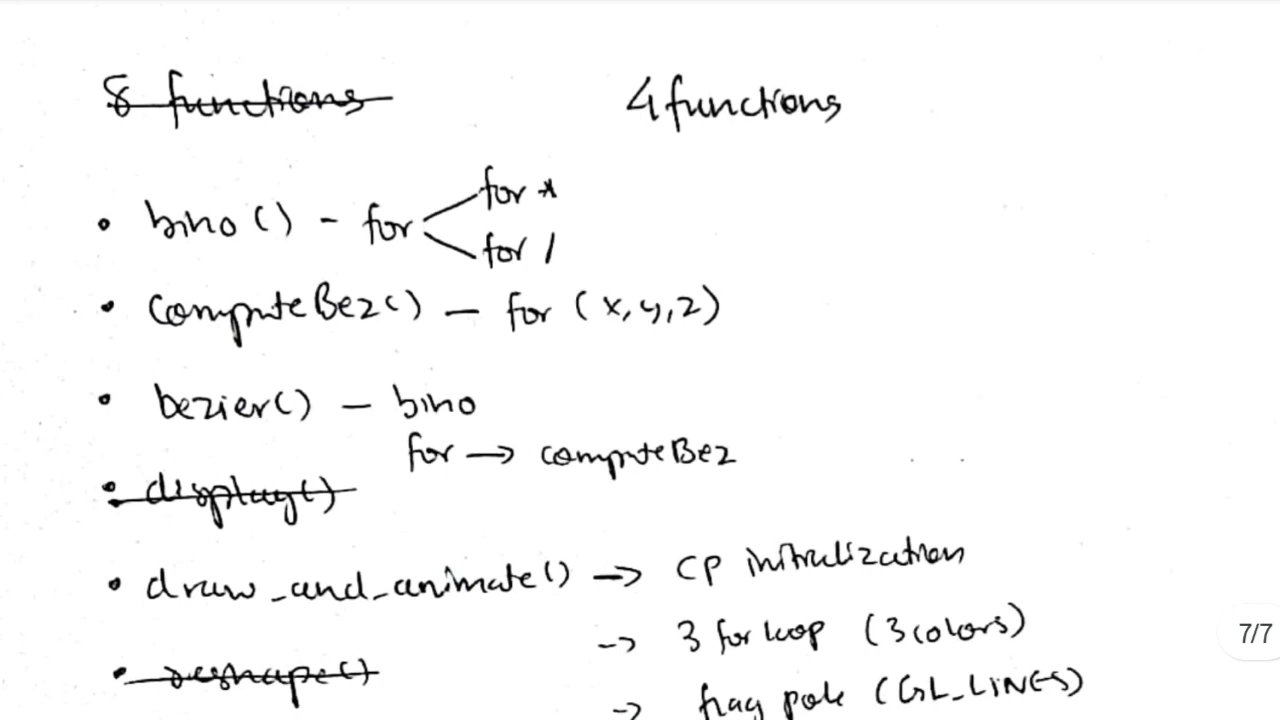 8 functions 4 functions
for *
• bino() - for
for /
• computeBez() — for (x,y,z)
• bezier() — bino
for → computeBez
• display()
• draw_and_animate() → CP initialization
→ 3 for loop (3 colors)
• reshape()
→ flag pole (GL_LINES)
7/7